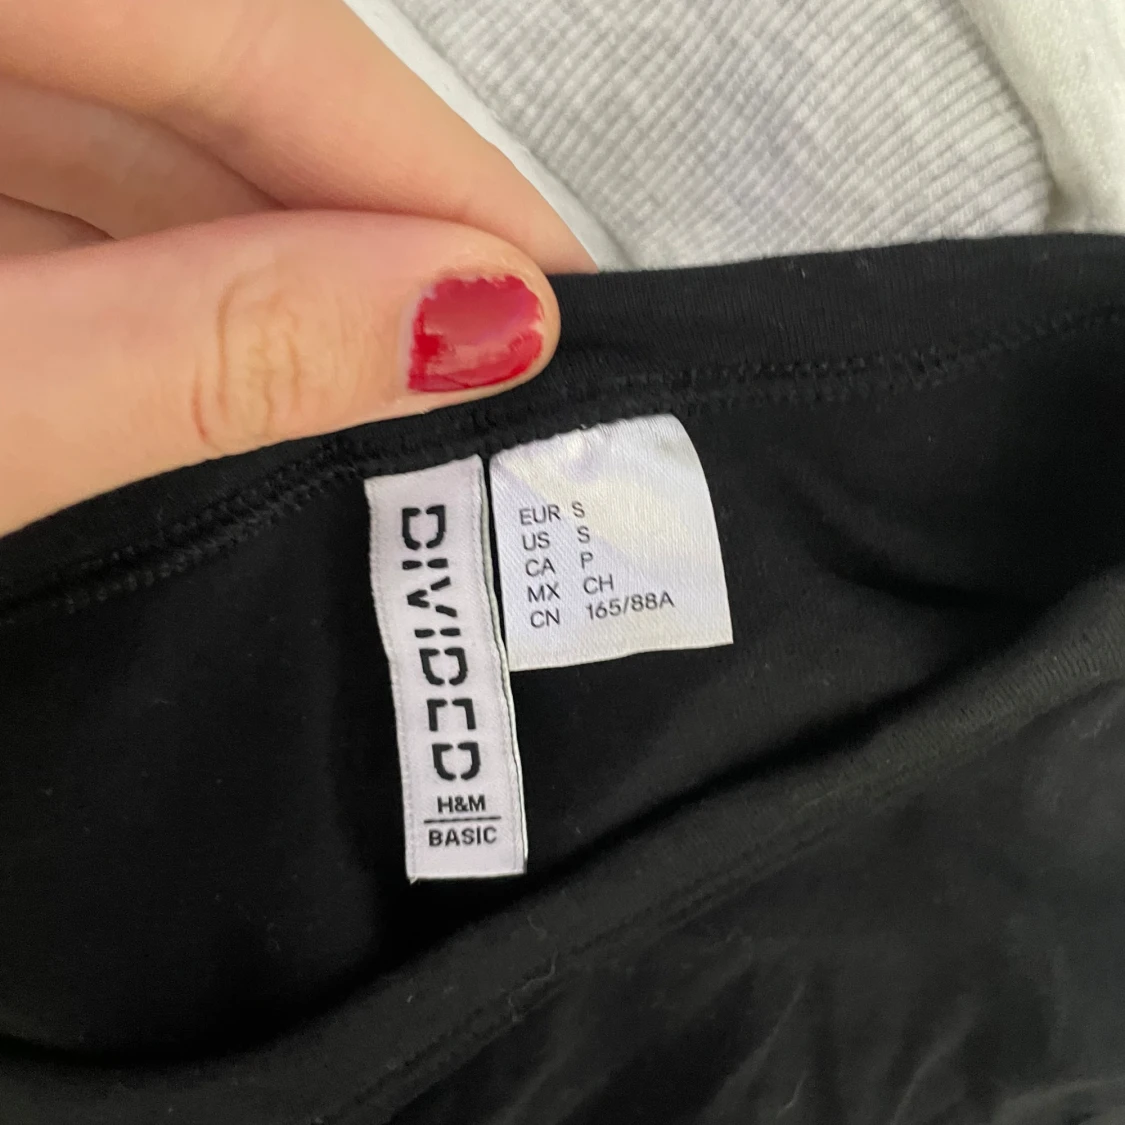 DIVIDED
H&M
BASIC
EUR S
US S
CA P
MX CH
CN 165/88A